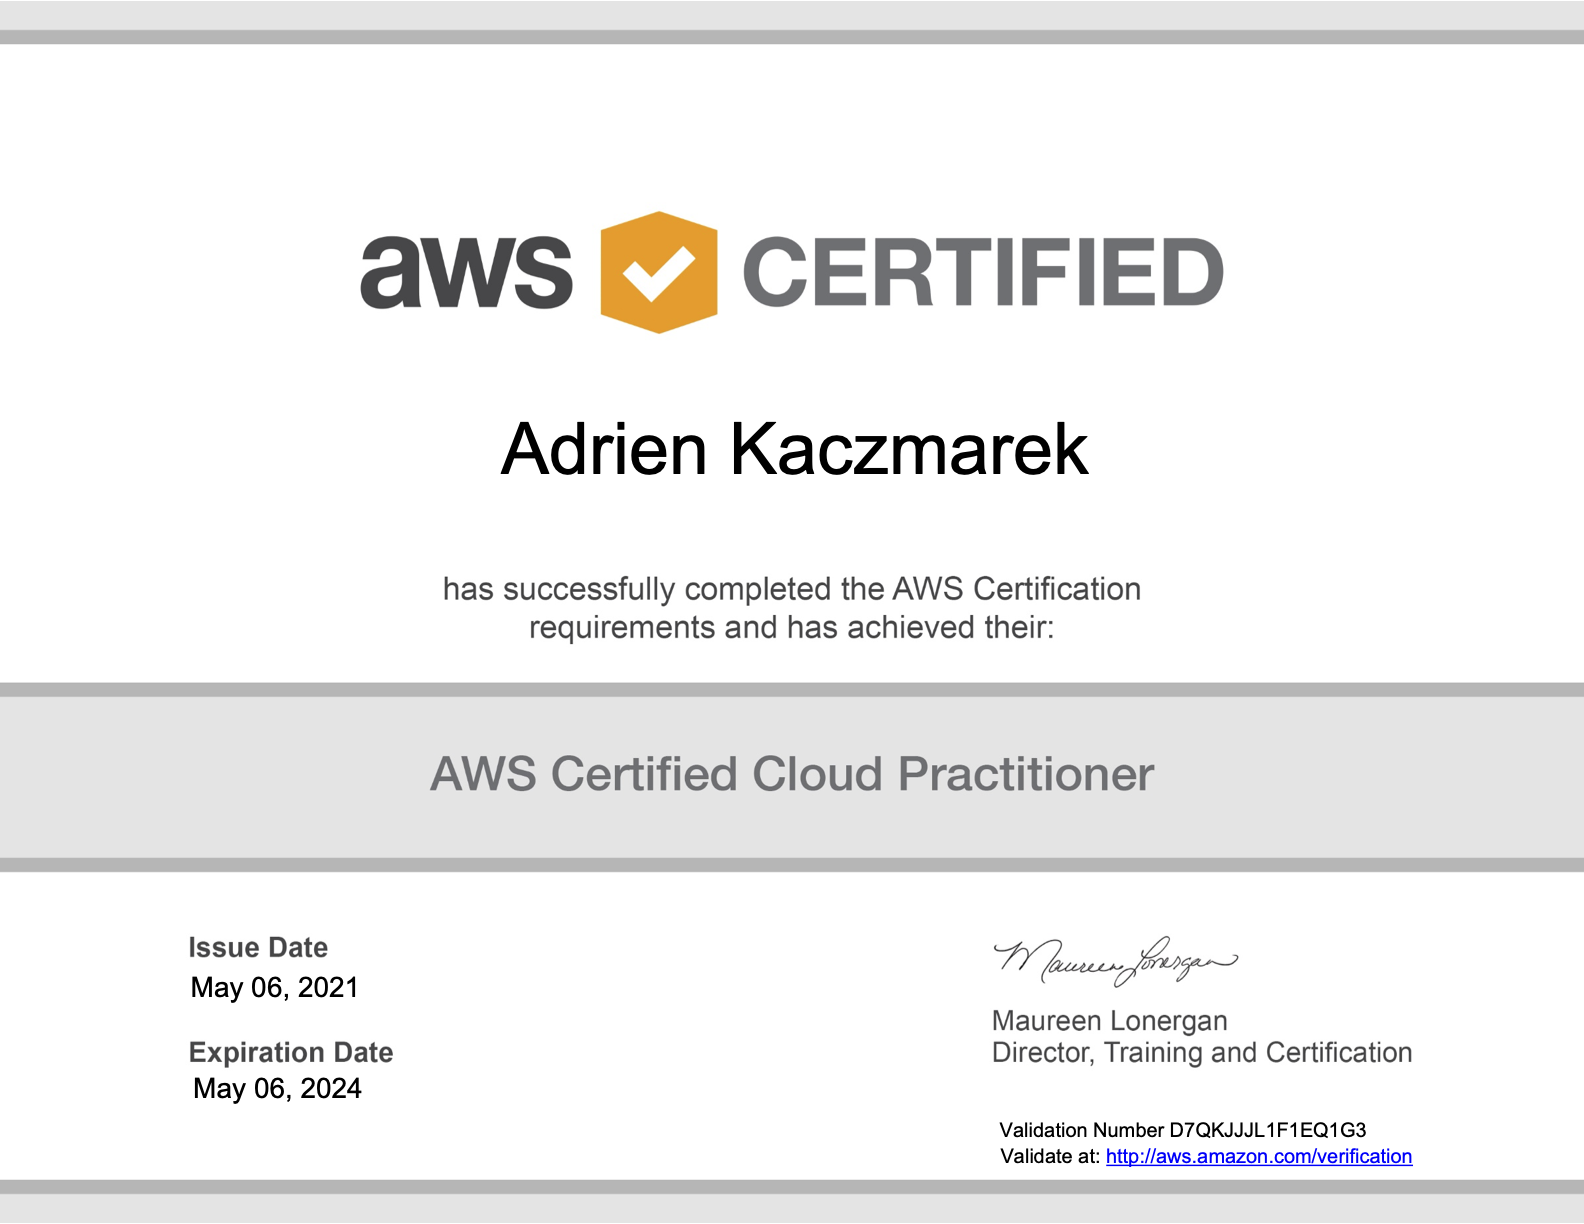 aws CERTIFIED
Adrien Kaczmarek
has successfully completed the AWS Certification
requirements and has achieved their:
AWS Certified Cloud Practitioner
Issue Date
May 06, 2021
Expiration Date
May 06, 2024
Maureen Lonergan
Maureen Lonergan
Director, Training and Certification
Validation Number D7QKJJJL1F1EQ1G3
Validate at: http://aws.amazon.com/verification